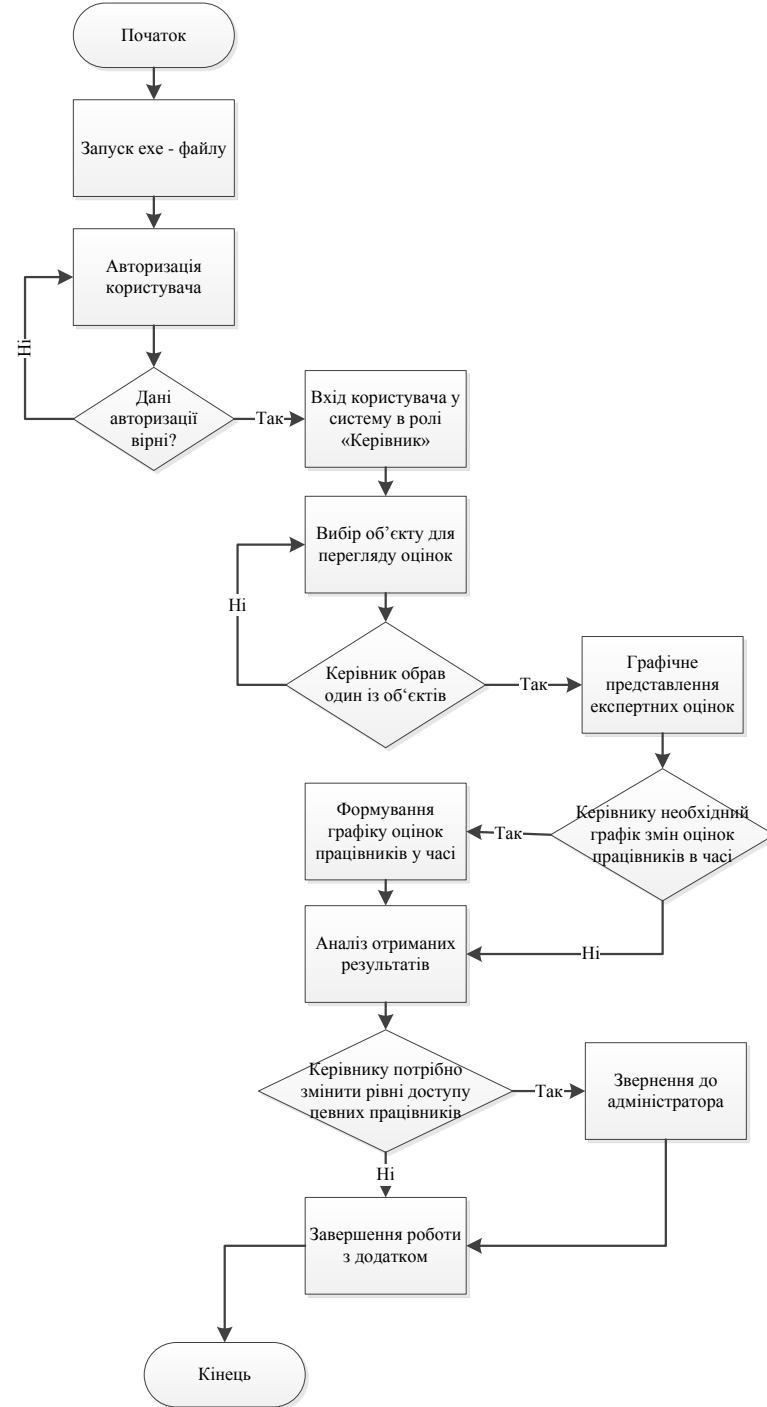 Початок
Запуск exe - файлу
Авторизація
користувача
Ні
Дані
авторизації
вірні?
Так
Вхід користувача у
систему в ролі
«Керівник»
Вибір об’єкту для
перегляду оцінок
Ні
Керівник обрав
один із об‘єктів
Так
Графічне
представлення
експертних оцінок
Керівнику необхідний
графік змін оцінок
працівників в часі
Так
Формування
графіку оцінок
працівників у часі
Ні
Аналіз отриманих
результатів
Керівнику потрібно
змінити рівні доступу
певних працівників
Так
Звернення до
адміністратора
Ні
Завершення роботи
з додатком
Кінець